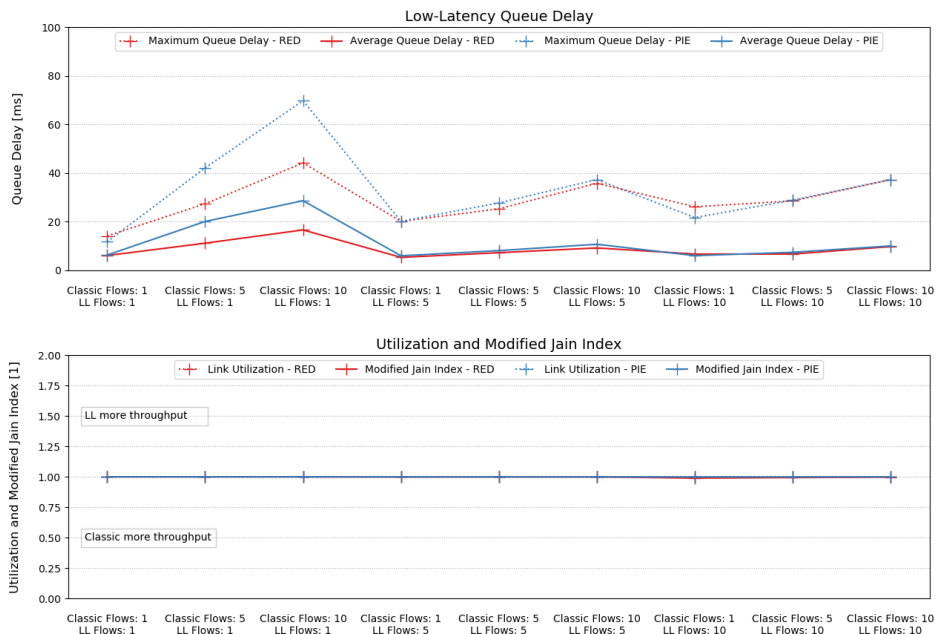 Low-Latency Queue Delay
Maximum Queue Delay - RED Average Queue Delay - RED Maximum Queue Delay - PIE Average Queue Delay - PIE
Queue Delay [ms]
100
80
60
40
20
0
Classic Flows: 1 Classic Flows: 5 Classic Flows: 10 Classic Flows: 1 Classic Flows: 5 Classic Flows: 10 Classic Flows: 1 Classic Flows: 5 Classic Flows: 10
LL Flows: 1 LL Flows: 1 LL Flows: 1 LL Flows: 5 LL Flows: 5 LL Flows: 5 LL Flows: 10 LL Flows: 10 LL Flows: 10
Utilization and Modified Jain Index
Link Utilization - RED Modified Jain Index - RED Link Utilization - PIE Modified Jain Index - PIE
Utilization and Modified Jain Index [1]
2.00
1.75
1.50
LL more throughput
1.25
1.00
0.75
0.50
Classic more throughput
0.25
0.00
Classic Flows: 1 Classic Flows: 5 Classic Flows: 10 Classic Flows: 1 Classic Flows: 5 Classic Flows: 10 Classic Flows: 1 Classic Flows: 5 Classic Flows: 10
LL Flows: 1 LL Flows: 1 LL Flows: 1 LL Flows: 5 LL Flows: 5 LL Flows: 5 LL Flows: 10 LL Flows: 10 LL Flows: 10